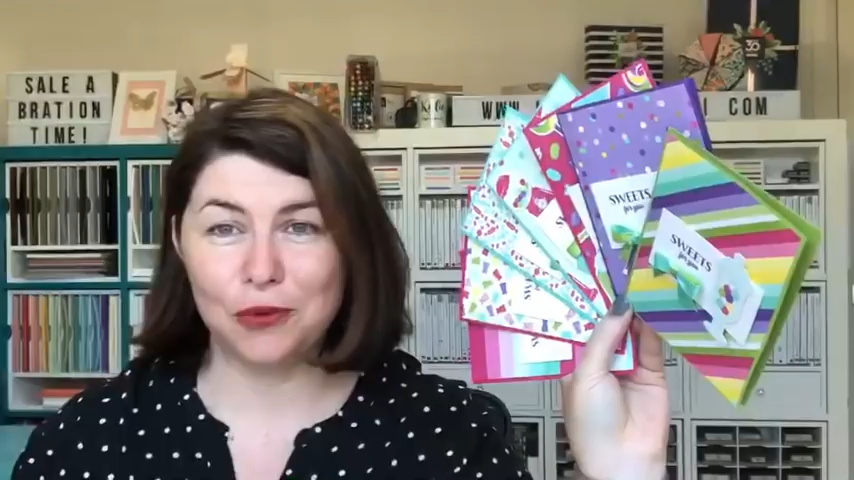 SALE A
BRATION
TIME!
30
WWW.
I COM
SWEETS
for you
SWEETS
for you